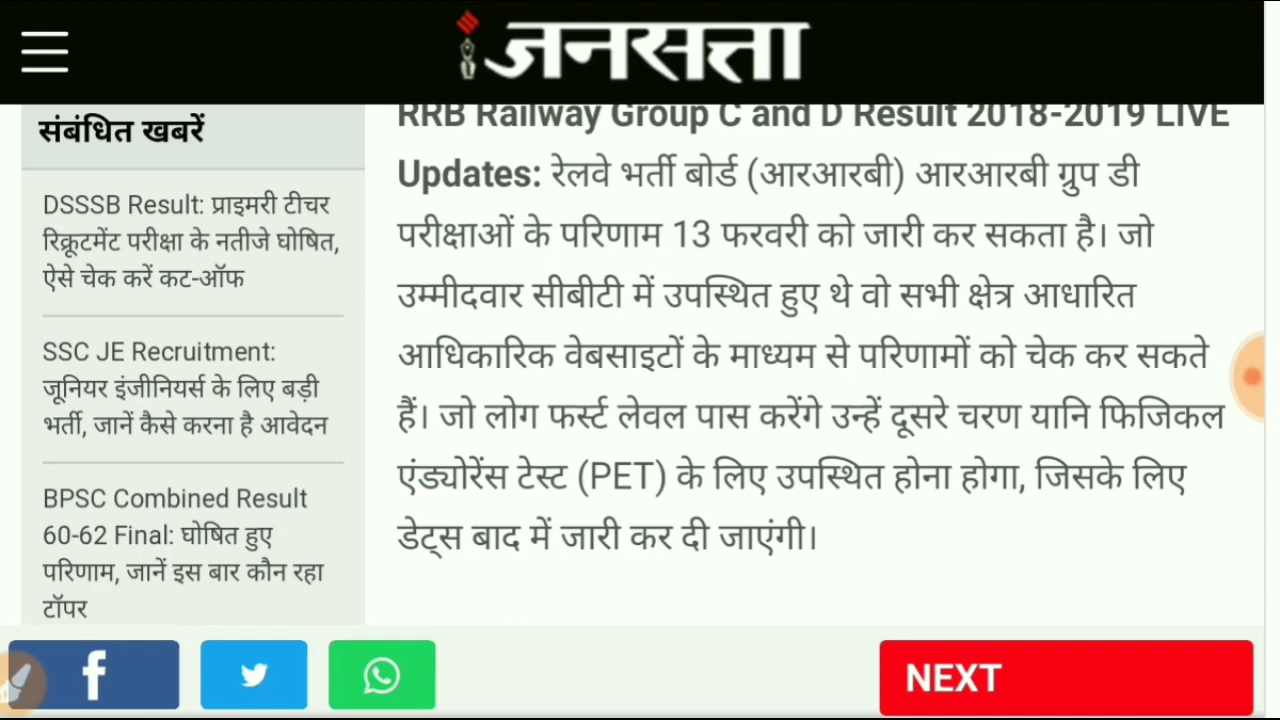 जनसत्ता
संबंधित खबरें
DSSSB Result: प्राइमरी टीचर
रिक्रूटमेंट परीक्षा के नतीजे घोषित,
ऐसे चेक करें कट-ऑफ
SSC JE Recruitment:
जूनियर इंजीनियर्स के लिए बड़ी
भर्ती, जानें कैसे करना है आवेदन
BPSC Combined Result
60-62 Final: घोषित हुए
परिणाम, जानें इस बार कौन रहा
टॉपर
RRB Railway Group C and D Result 2018-2019 LIVE
Updates: रेलवे भर्ती बोर्ड (आरआरबी) आरआरबी ग्रुप डी
परीक्षाओं के परिणाम 13 फरवरी को जारी कर सकता है। जो
उम्मीदवार सीबीटी में उपस्थित हुए थे वो सभी क्षेत्र आधारित
आधिकारिक वेबसाइटों के माध्यम से परिणामों को चेक कर सकते
हैं। जो लोग फर्स्ट लेवल पास करेंगे उन्हें दूसरे चरण यानि फिजिकल
एंड्योरेंस टेस्ट (PET) के लिए उपस्थित होना होगा, जिसके लिए
डेट्स बाद में जारी कर दी जाएंगी।
NEXT